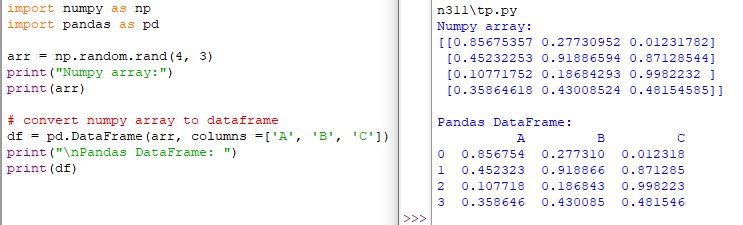 import numpy as np
import pandas as pd
arr = np.random.rand(4, 3)
print("Numpy array:")
print(arr)
# convert numpy array to dataframe
df = pd.DataFrame(arr, columns =['A', 'B', 'C'])
print("\nPandas DataFrame: ")
print(df)
n311\tp.py
Numpy array:
[[0.85675357 0.27730952 0.01231782]
 [0.45232253 0.91886594 0.87128544]
 [0.10771752 0.18684293 0.9982232 ]
 [0.35864618 0.43008524 0.48154585]]
Pandas DataFrame:
          A         B         C
0  0.856754  0.277310  0.012318
1  0.452323  0.918866  0.871285
2  0.107718  0.186843  0.998223
3  0.358646  0.430085  0.481546
>>>